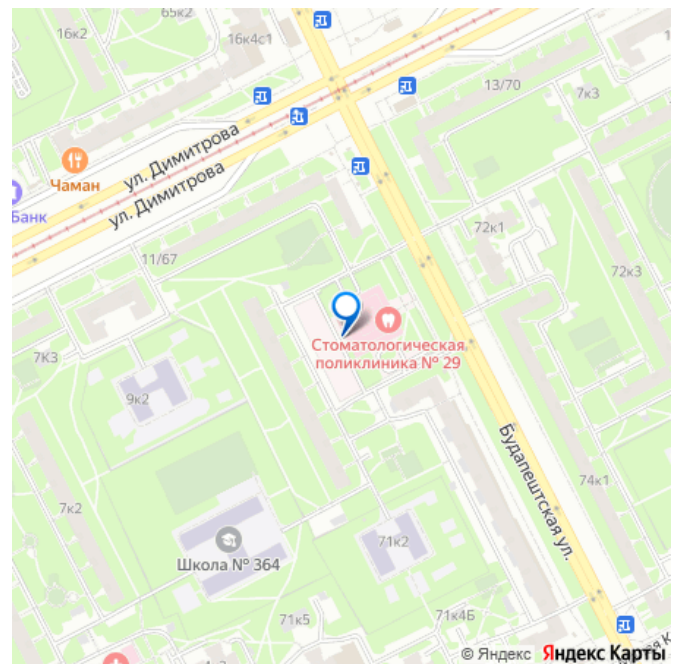 16к2
16к4с1
13/70
7к3
ул. Димитрова
Чаман
ул. Димитрова
Банк
72к1
11/67
72к3
Стоматологическая
поликлиника № 29
7К3
9к2
Будапештская ул.
74к1
7к2
71к2
Школа № 364
71к5
71к4Б
© Яндекс Яндекс Карты